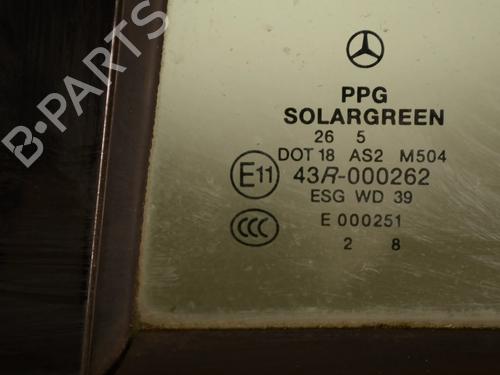 B-PARTS
PPG
SOLARGREEN
26 5
DOT 18 AS2 M504
E11 43R-000262
ESG WD 39
CCC E 000251
2 8